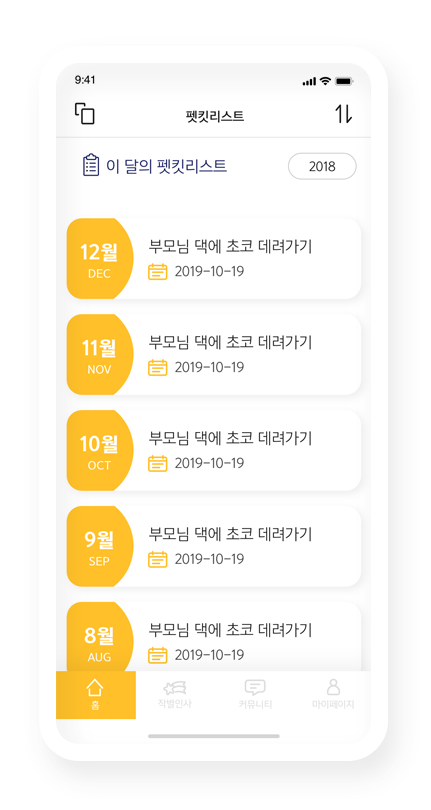 9:41
펫킷리스트
이 달의 펫킷리스트
2018
12월
DEC
부모님 댁에 초코 데려가기
2019-10-19
11월
NOV
부모님 댁에 초코 데려가기
2019-10-19
10월
OCT
부모님 댁에 초코 데려가기
2019-10-19
9월
SEP
부모님 댁에 초코 데려가기
2019-10-19
8월
AUG
부모님 댁에 초코 데려가기
2019-10-19
홈
작별인사
커뮤니티
마이페이지